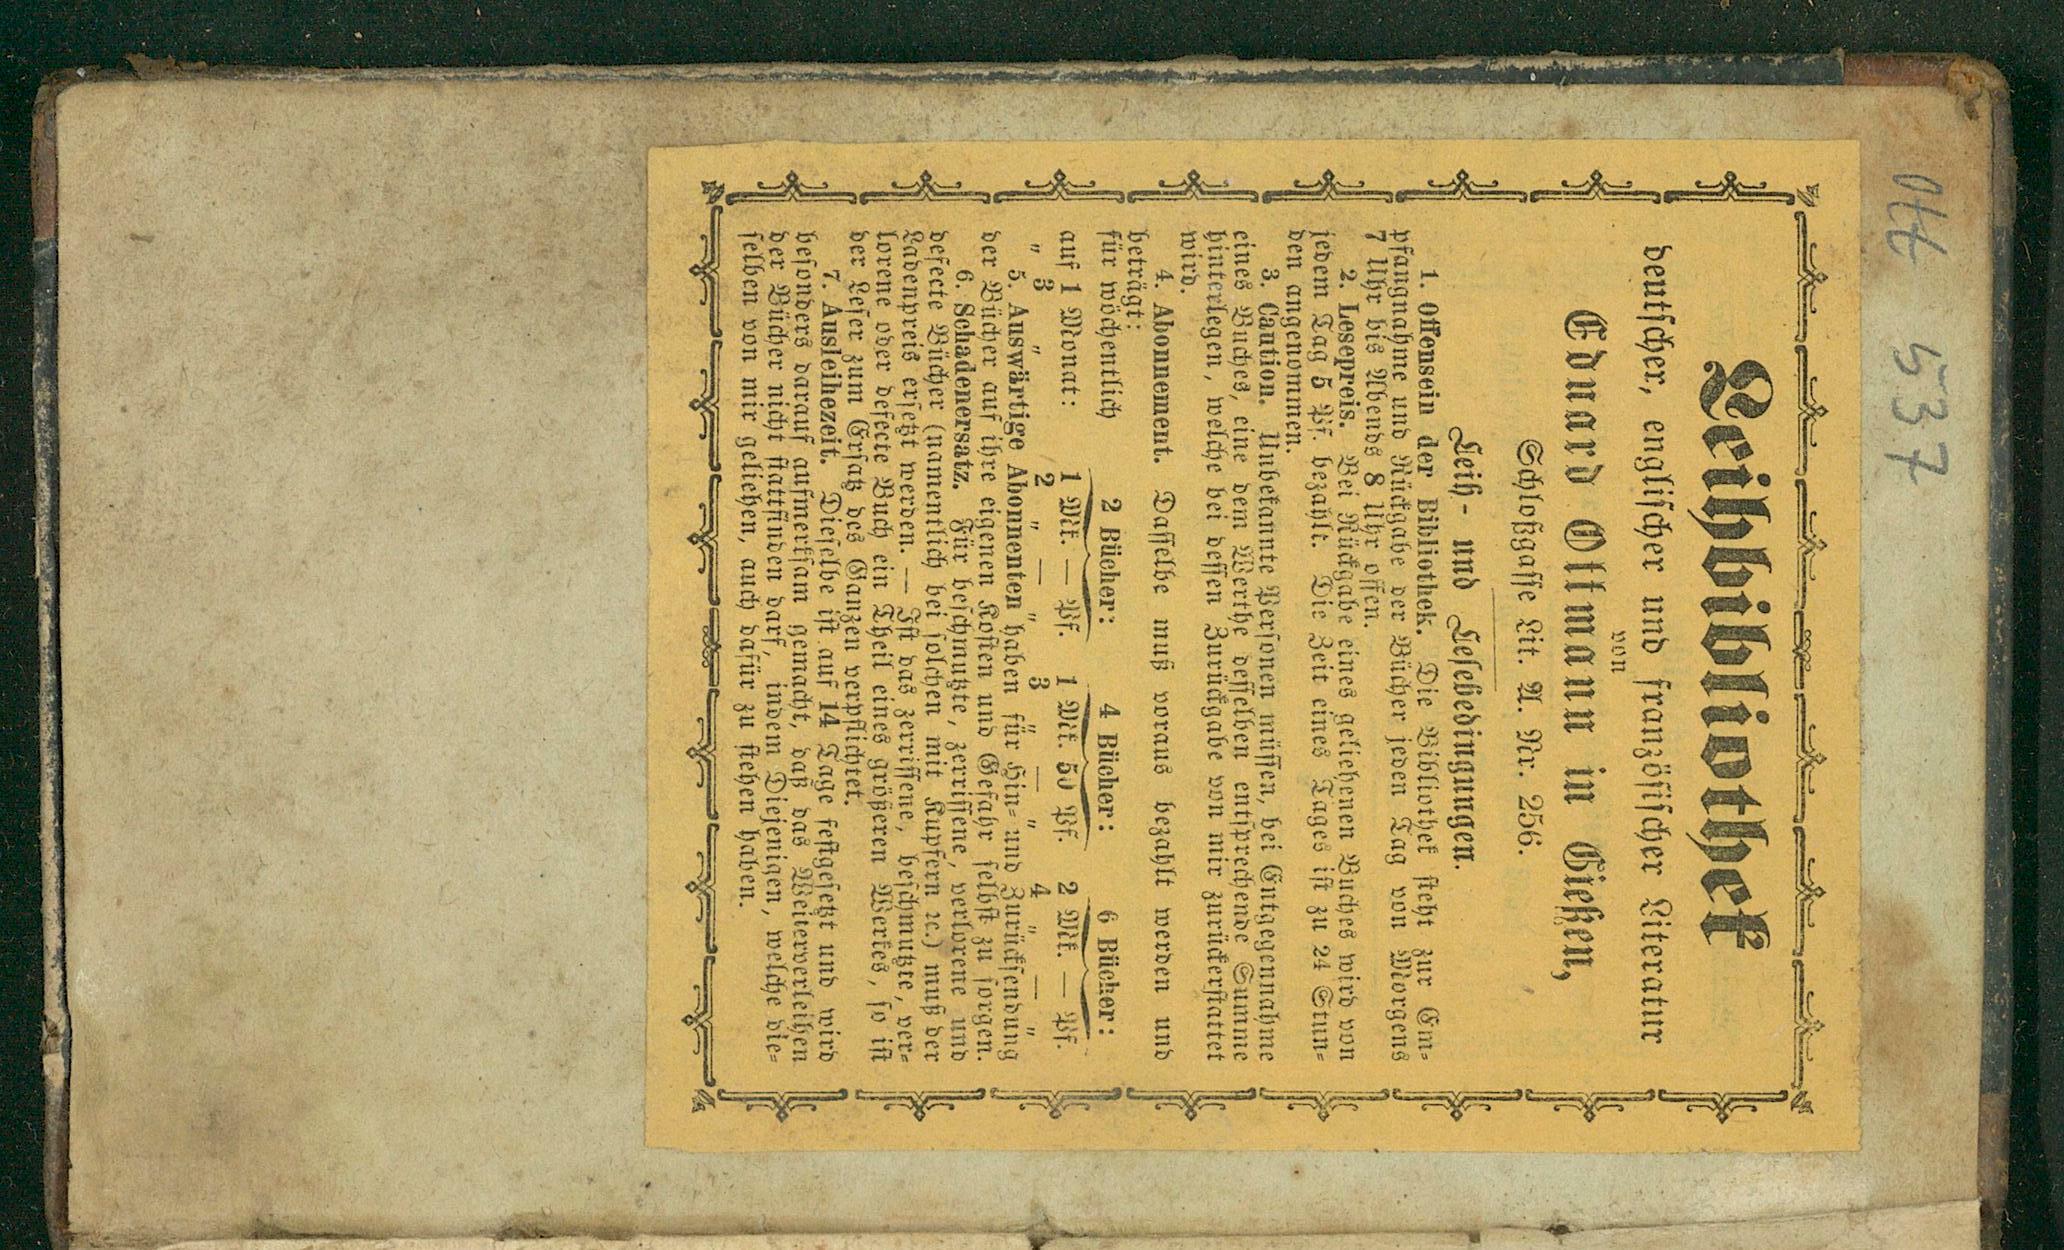 Ott 537
Leihbibliothek
deutscher, englischer und französischer Literatur
von
Eduard Ottmann in Gießen,
Schloßgasse Lit. A. Nr. 256.
Leih- und Lesebedingungen.
1. Offensein der Bibliothek. Die Bibliothek steht zur Em-
pfangnahme und Rückgabe der Bücher jeden Tag von Morgens
7 Uhr bis Abends 8 Uhr offen.
2. Lesepreis. Bei Rückgabe eines geliehenen Buches wird von
jedem Tag 5 Pf. bezahlt. Die Zeit eines Tages ist zu 24 Stun-
den angenommen.
3. Caution. Unbekannte Personen müssen, bei Entgegennahme
eines Buches, eine dem Werthe desselben entsprechende Summe
hinterlegen, welche bei dessen Zurückgabe von mir zurückerstattet
wird.
4. Abonnement. Dasselbe muß voraus bezahlt werden und
beträgt:
für wöchentlich 2 Bücher: 4 Bücher: 6 Bücher:
auf 1 Monat: 1 Mk. — Pf. 1 Mk. 50 Pf. 2 Mk. — Pf.
„ 3 „ 2 „ — „ 3 „ — „ 4 „ — „
5. Auswärtige Abonnenten haben für Hin- und Zurücksendung
der Bücher auf ihre eigenen Kosten und Gefahr selbst zu sorgen.
6. Schadenersatz. Für beschmutzte, zerrissene, verlorene und
defecte Bücher (namentlich bei solchen mit Kupfern ꝛc.) muß der
Ladenpreis ersetzt werden. — Ist das zerrissene, beschmutzte, ver-
lorene oder defecte Buch ein Theil eines größeren Werkes, so ist
der Leser zum Ersatz des Ganzen verpflichtet.
7. Ausleihezeit. Dieselbe ist auf 14 Tage festgesetzt und wird
besonders darauf aufmerksam gemacht, daß das Weiterverleihen
der Bücher nicht stattfinden darf, indem Diejenigen, welche die-
selben von mir geliehen, auch dafür zu stehen haben.